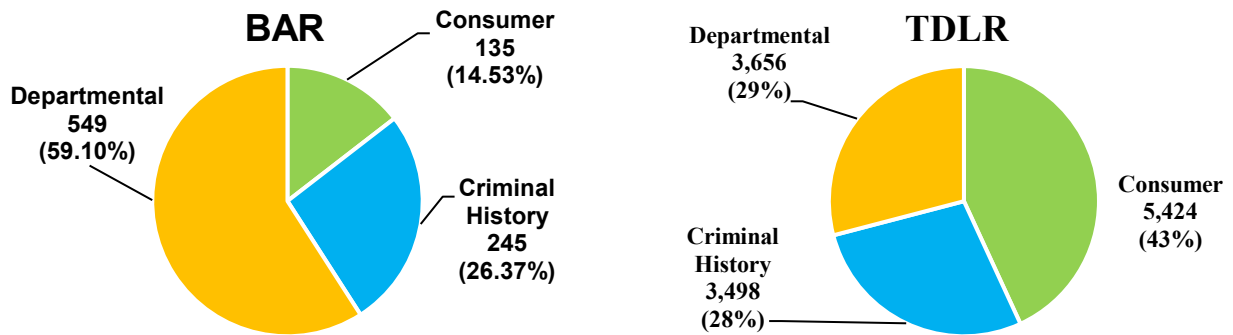 BAR
Consumer
135
(14.53%)
Departmental
549
(59.10%)
Criminal
History
245
(26.37%)
TDLR
Departmental
3,656
(29%)
Consumer
5,424
(43%)
Criminal
History
3,498
(28%)